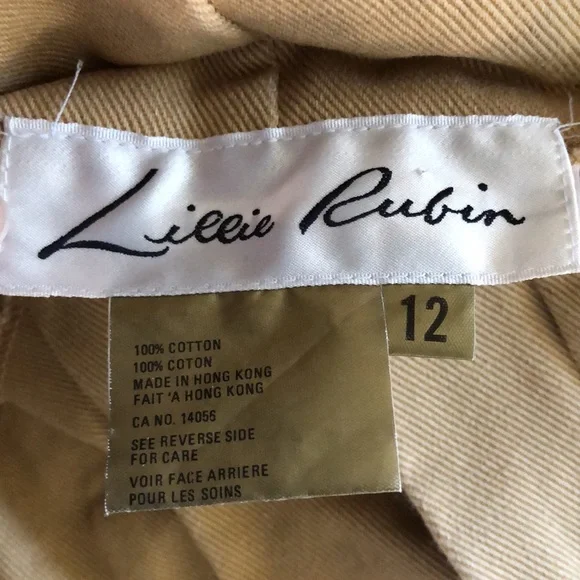 Lillie Rubin
12
100% COTTON
100% COTON
MADE IN HONG KONG
FAIT 'A HONG KONG
CA NO. 14056
SEE REVERSE SIDE
FOR CARE
VOIR FACE ARRIERE
POUR LES SOINS